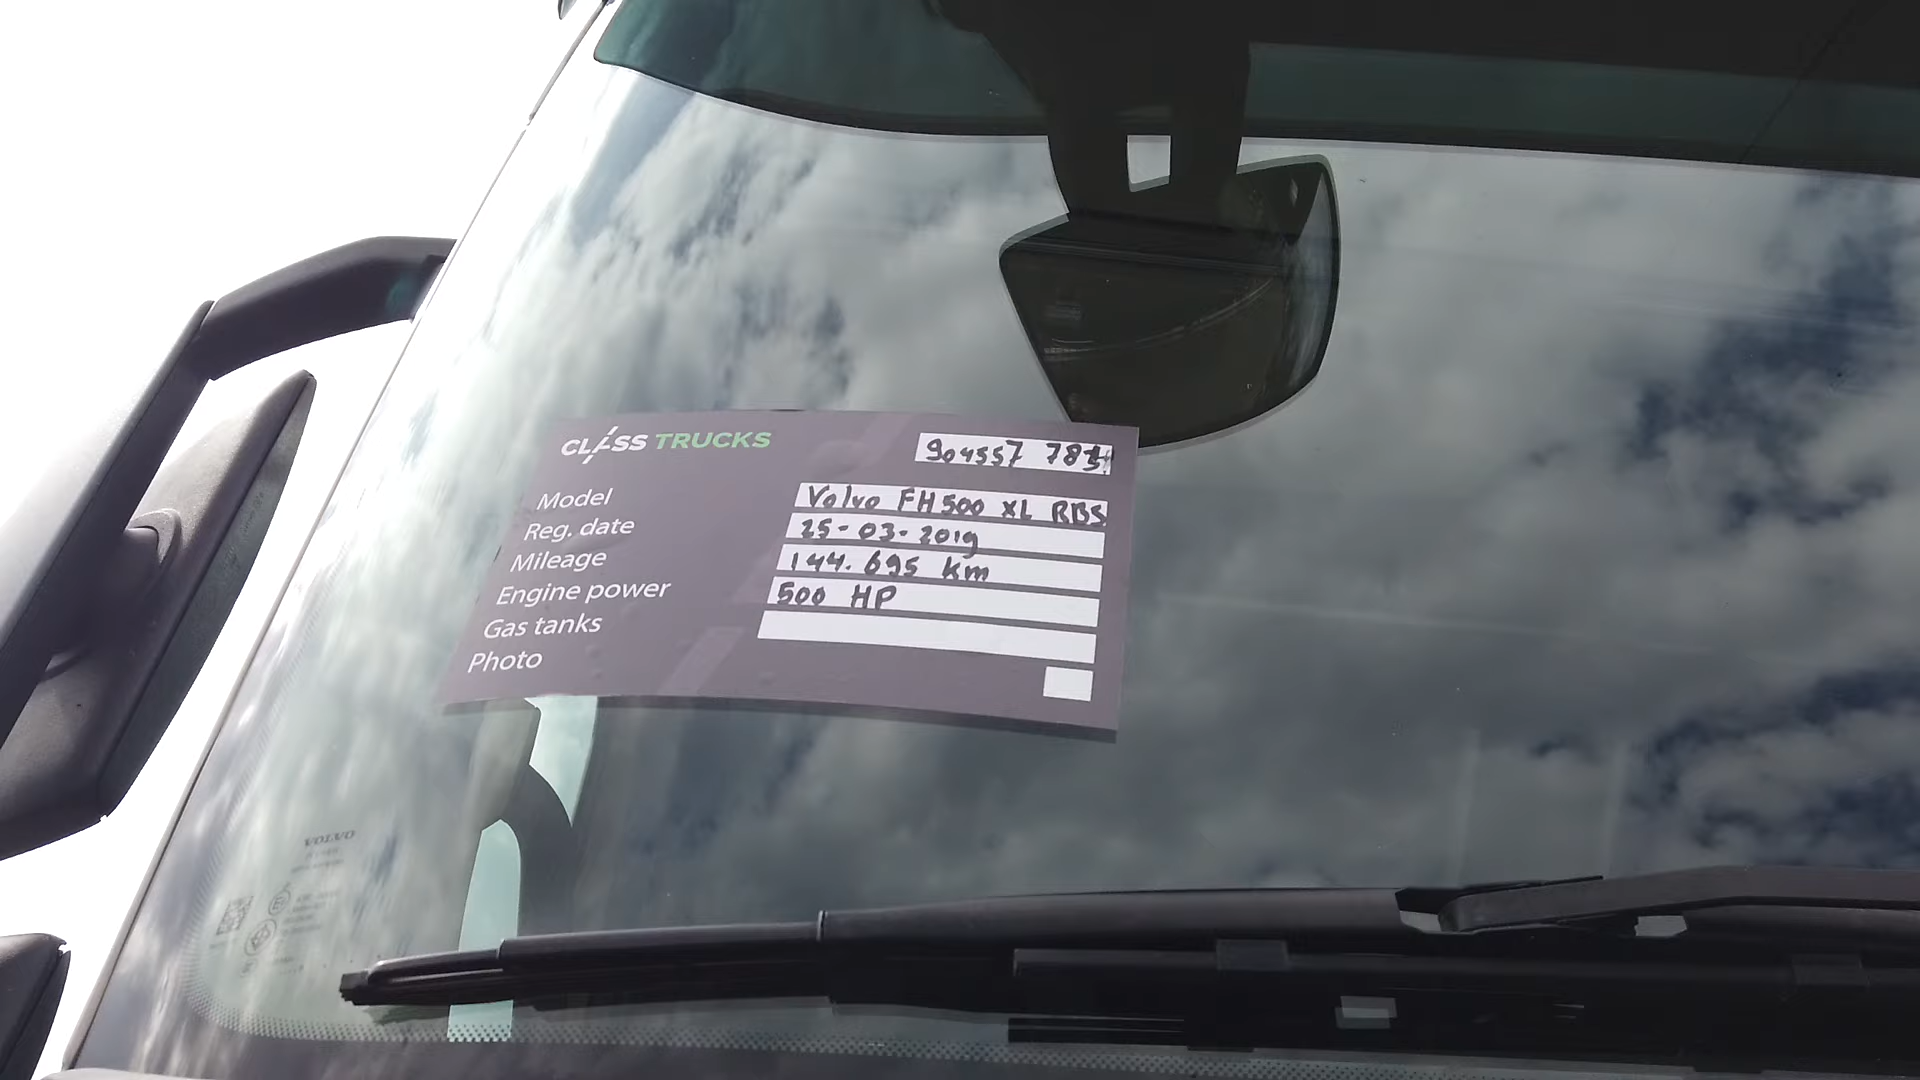 CLASS TRUCKS
904557
Model Volvo FH500 XL RBS
Reg. date 25-03-2019
Mileage 144.695 km
Engine power 500 HP
Gas tanks
Photo
VOLVO